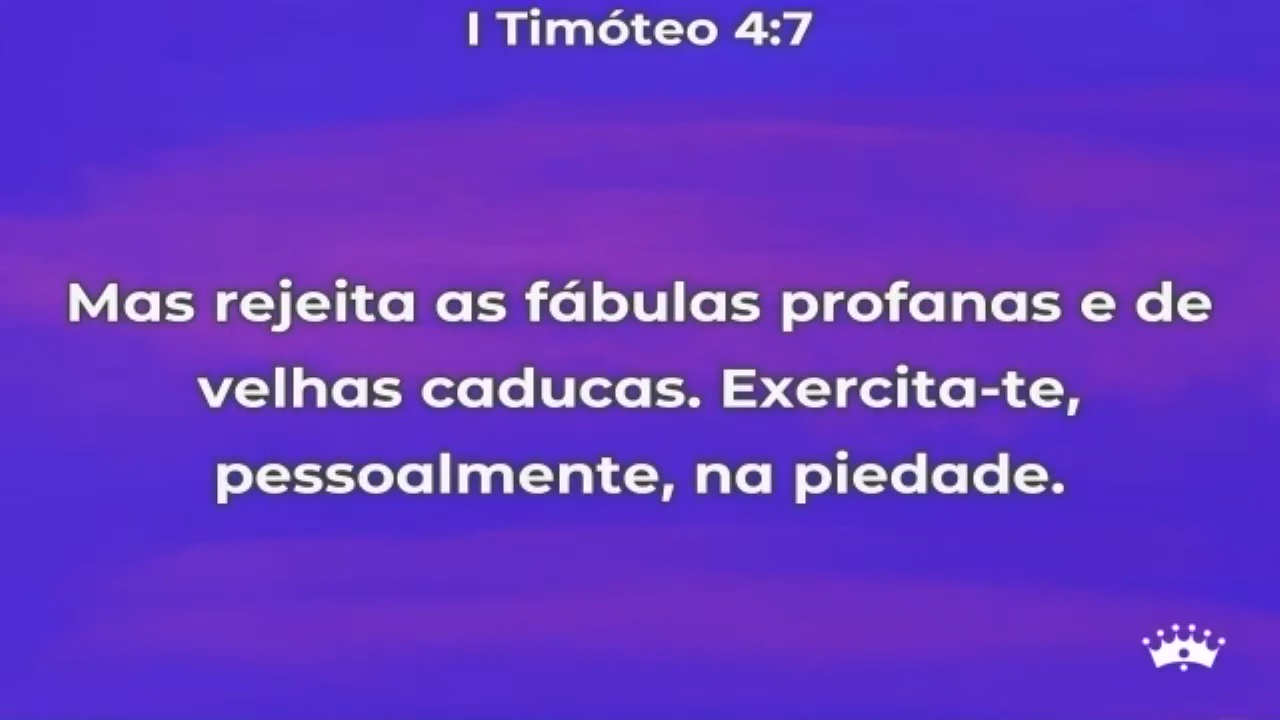 I Timóteo 4:7
Mas rejeita as fábulas profanas e de
velhas caducas. Exercita-te,
pessoalmente, na piedade.